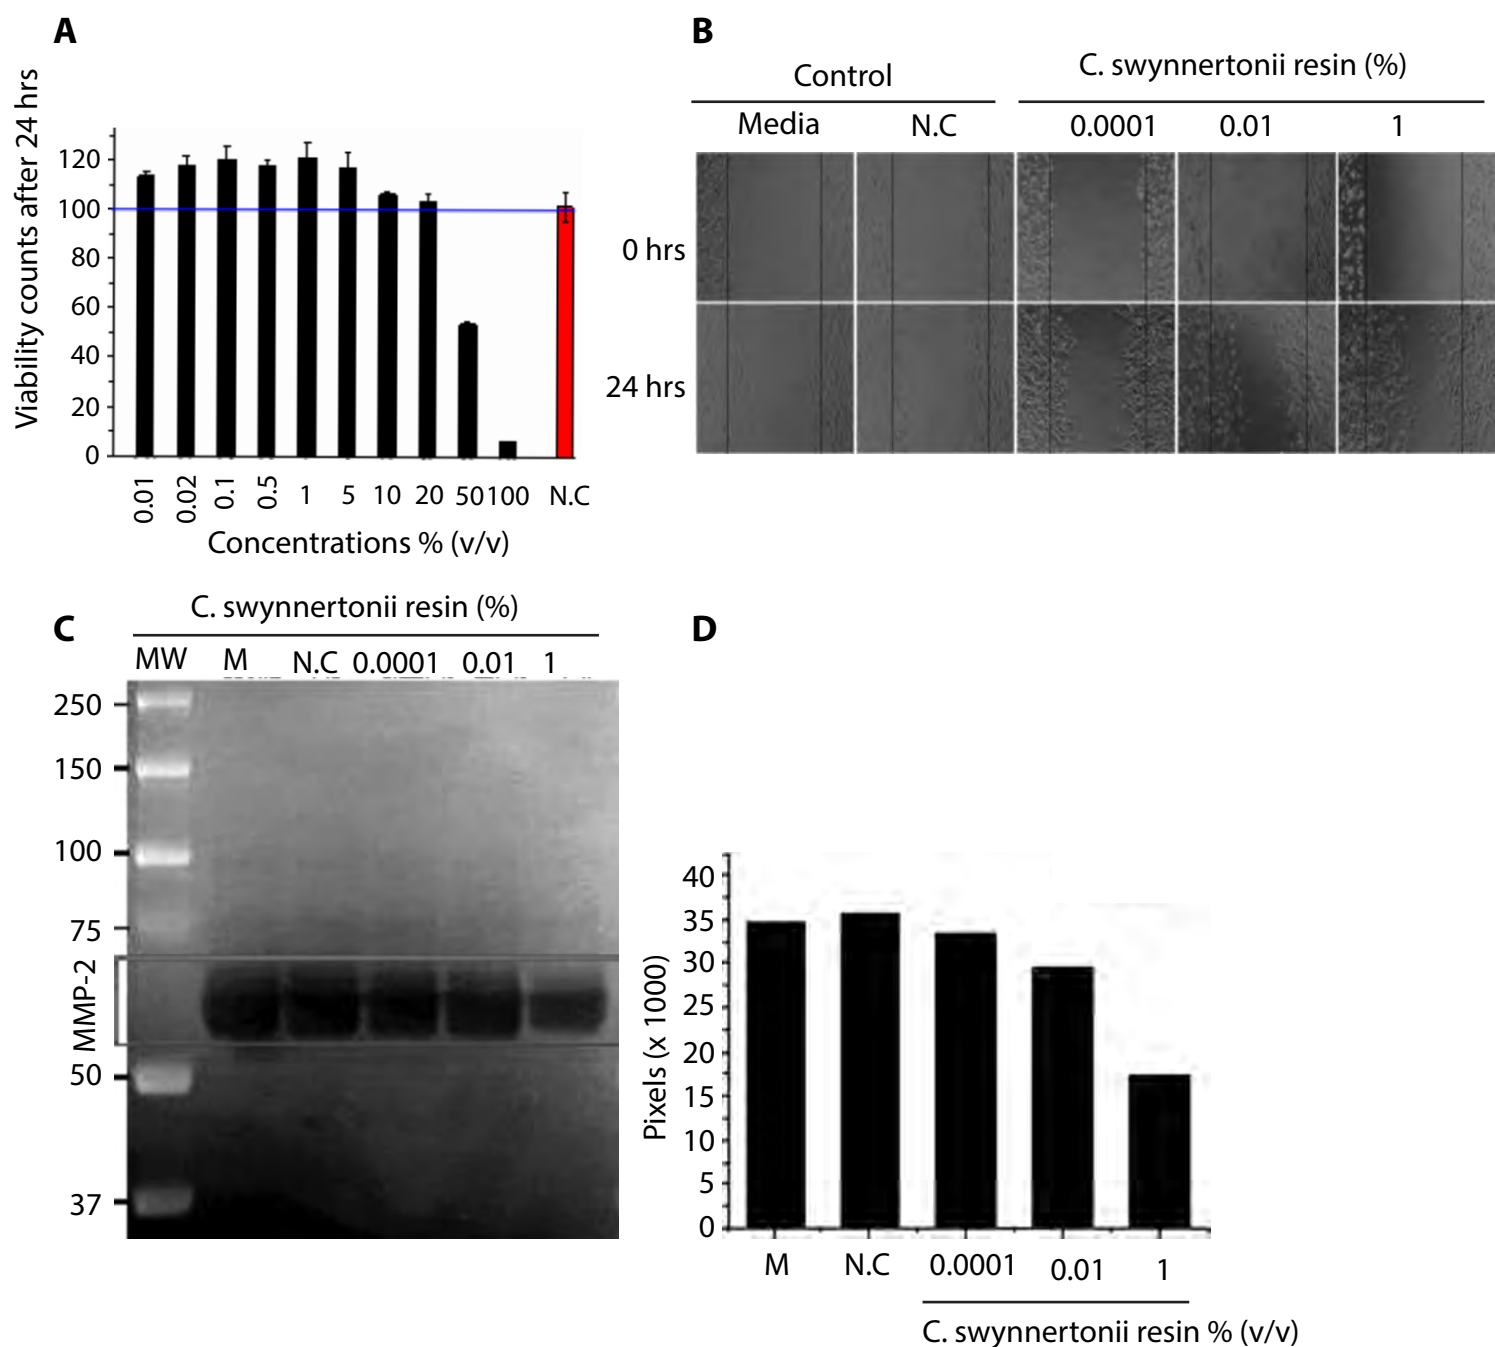 A
Viability counts after 24 hrs
120
100
80
60
40
20
0
0.01 0.02 0.1 0.5 1 5 10 20 50 100 N.C
Concentrations % (v/v)
B
Control
C. swynnertonii resin (%)
Media N.C 0.0001 0.01 1
0 hrs
24 hrs
C
C. swynnertonii resin (%)
MW M N.C 0.0001 0.01 1
250
150
100
75
MMP-2
50
37
D
Pixels (x 1000)
40
35
30
25
20
15
10
5
0
M N.C 0.0001 0.01 1
C. swynnertonii resin % (v/v)